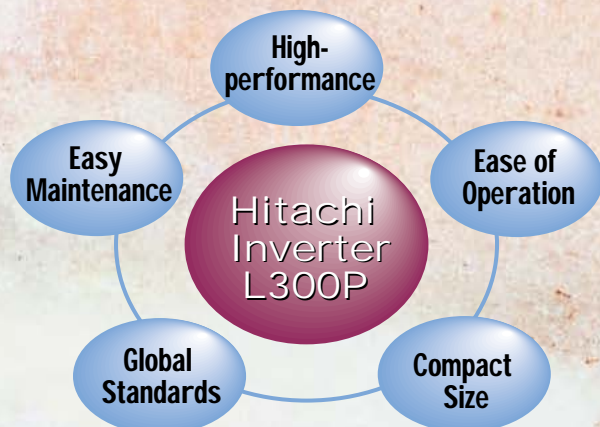 High-
performance
Easy
Maintenance
Ease of
Operation
Hitachi
Inverter
L300P
Global
Standards
Compact
Size